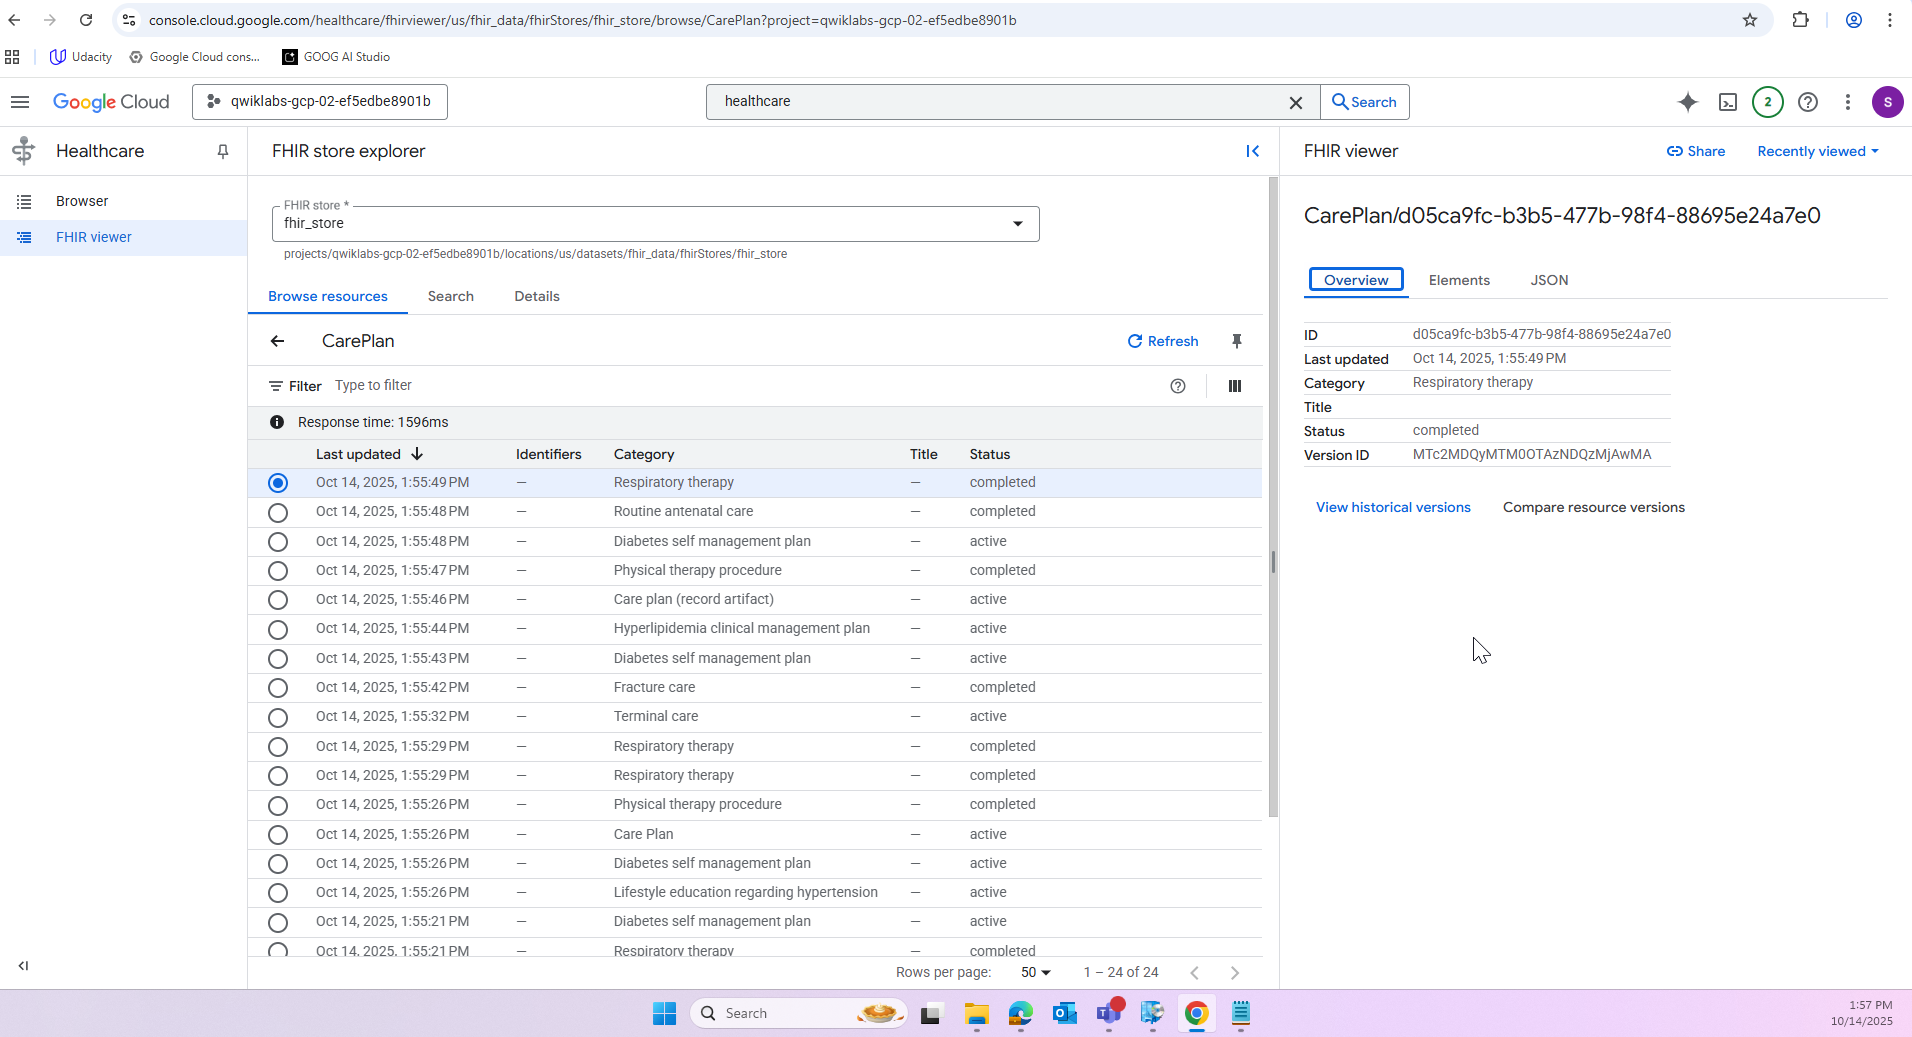 console.cloud.google.com/healthcare/fhirviewer/us/fhir_data/fhirStores/fhir_store/browse/CarePlan?project=qwiklabs-gcp-02-ef5edbe8901b
Udacity Google Cloud cons... GOOG AI Studio
Google Cloud qwiklabs-gcp-02-ef5edbe8901b healthcare Search 2 S
Healthcare
Browser
FHIR viewer
FHIR store explorer
FHIR store *
fhir_store
projects/qwiklabs-gcp-02-ef5edbe8901b/locations/us/datasets/fhir_data/fhirStores/fhir_store
Browse resources Search Details
CarePlan Refresh
Filter Type to filter
Response time: 1596ms
Last updated Identifiers Category Title Status
Oct 14, 2025, 1:55:49 PM — Respiratory therapy — completed
Oct 14, 2025, 1:55:48 PM — Routine antenatal care — completed
Oct 14, 2025, 1:55:48 PM — Diabetes self management plan — active
Oct 14, 2025, 1:55:47 PM — Physical therapy procedure — completed
Oct 14, 2025, 1:55:46 PM — Care plan (record artifact) — active
Oct 14, 2025, 1:55:44 PM — Hyperlipidemia clinical management plan — active
Oct 14, 2025, 1:55:43 PM — Diabetes self management plan — active
Oct 14, 2025, 1:55:42 PM — Fracture care — completed
Oct 14, 2025, 1:55:32 PM — Terminal care — active
Oct 14, 2025, 1:55:29 PM — Respiratory therapy — completed
Oct 14, 2025, 1:55:29 PM — Respiratory therapy — completed
Oct 14, 2025, 1:55:26 PM — Physical therapy procedure — completed
Oct 14, 2025, 1:55:26 PM — Care Plan — active
Oct 14, 2025, 1:55:26 PM — Diabetes self management plan — active
Oct 14, 2025, 1:55:26 PM — Lifestyle education regarding hypertension — active
Oct 14, 2025, 1:55:21 PM — Diabetes self management plan — active
Oct 14, 2025, 1:55:21 PM — Respiratory therapy — completed
Rows per page: 50 1 – 24 of 24
FHIR viewer Share Recently viewed
CarePlan/d05ca9fc-b3b5-477b-98f4-88695e24a7e0
Overview Elements JSON
ID d05ca9fc-b3b5-477b-98f4-88695e24a7e0
Last updated Oct 14, 2025, 1:55:49 PM
Category Respiratory therapy
Title
Status completed
Version ID MTc2MDQyMTM0OTAzNDQzMjAwMA
View historical versions Compare resource versions
Search
1:57 PM
10/14/2025